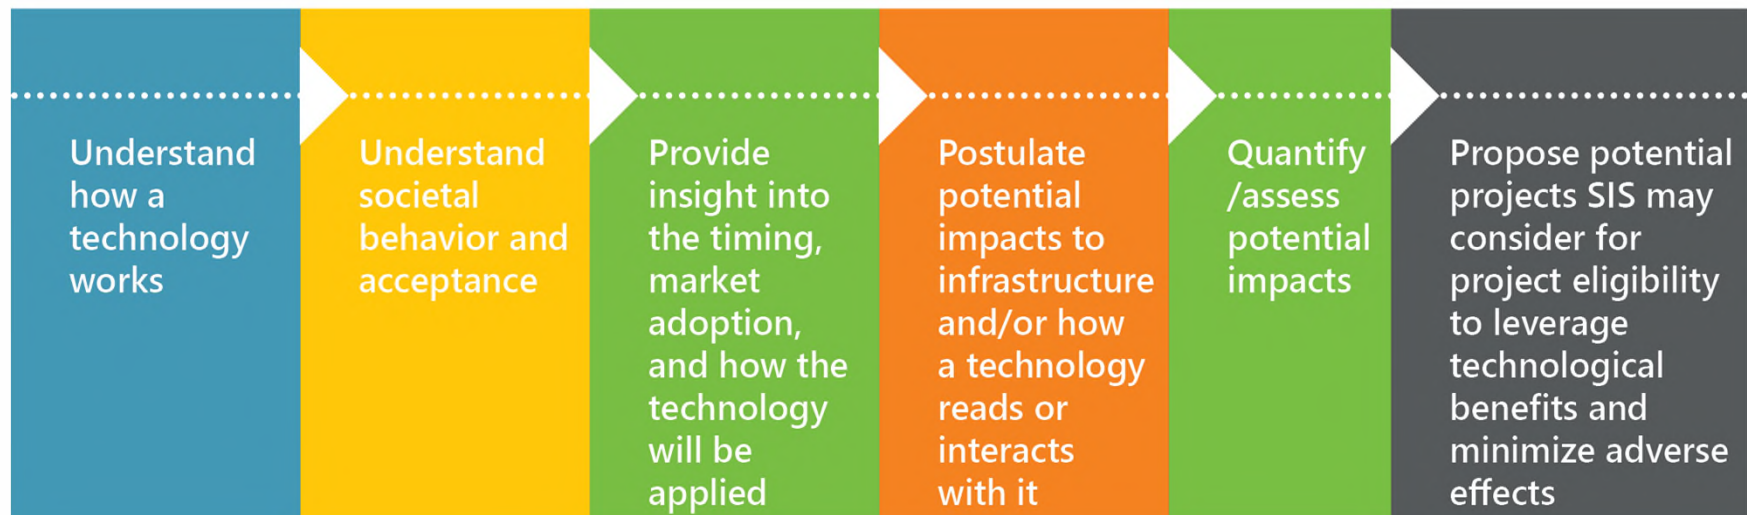 Understand
how a
technology
works
Understand
societal
behavior and
acceptance
Provide
insight into
the timing,
market
adoption,
and how the
technology
will be
applied
Postulate
potential
impacts to
infrastructure
and/or how
a technology
reads or
interacts
with it
Quantify
/assess
potential
impacts
Propose potential
projects SIS may
consider for
project eligibility
to leverage
technological
benefits and
minimize adverse
effects